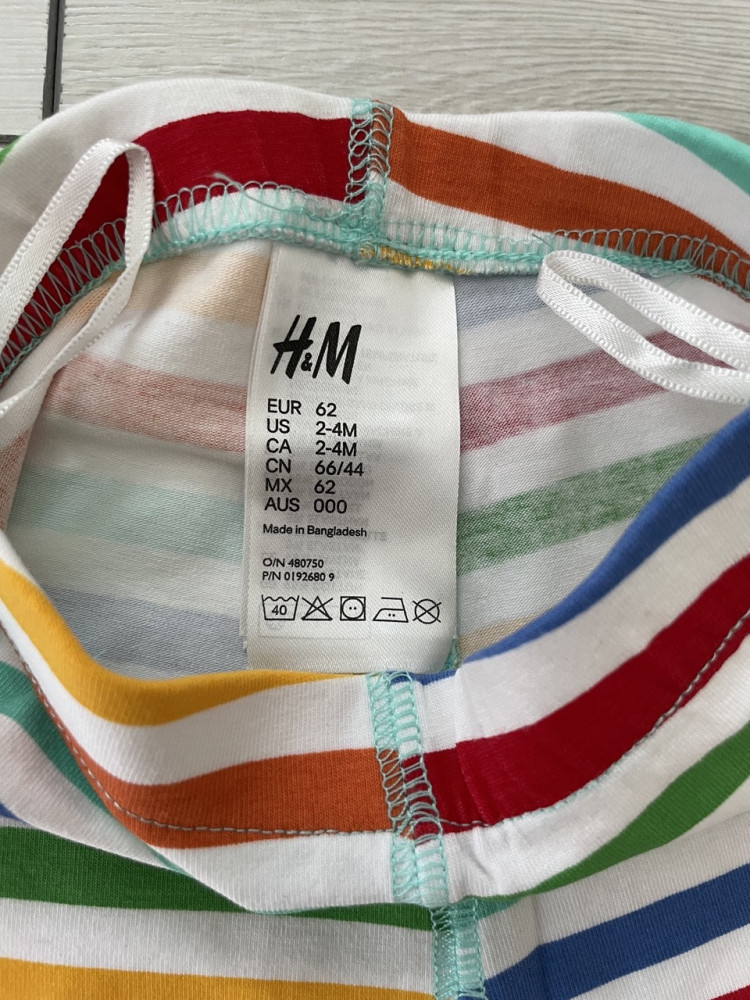 H&M
EUR 62
US 2-4M
CA 2-4M
CN 66/44
MX 62
AUS 000
Made in Bangladesh
O/N 480750
P/N 0192680 9
40